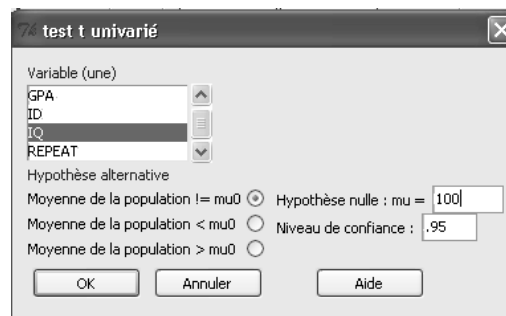 test t univarié
Variable (une)
GPA
ID
IQ
REPEAT
Hypothèse alternative
Moyenne de la population != mu0
Hypothèse nulle : mu = 100
Moyenne de la population < mu0
Niveau de confiance : .95
Moyenne de la population > mu0
OK
Annuler
Aide